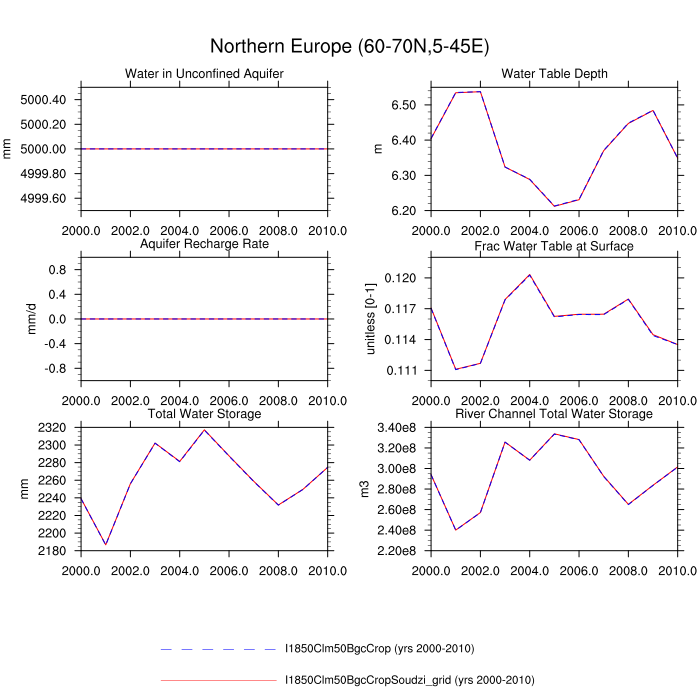 Northern Europe (60-70N,5-45E)
Water in Unconfined Aquifer
5000.40
5000.20
5000.00
4999.80
4999.60
mm
2000.0 2002.0 2004.0 2006.0 2008.0 2010.0
Water Table Depth
6.50
6.40
6.30
6.20
m
2000.0 2002.0 2004.0 2006.0 2008.0 2010.0
Aquifer Recharge Rate
0.8
0.4
0.0
-0.4
-0.8
mm/d
2000.0 2002.0 2004.0 2006.0 2008.0 2010.0
Frac Water Table at Surface
0.120
0.117
0.114
0.111
unitless [0-1]
2000.0 2002.0 2004.0 2006.0 2008.0 2010.0
Total Water Storage
2320
2300
2280
2260
2240
2220
2200
2180
mm
2000.0 2002.0 2004.0 2006.0 2008.0 2010.0
River Channel Total Water Storage
3.40e8
3.20e8
3.00e8
2.80e8
2.60e8
2.40e8
2.20e8
m3
2000.0 2002.0 2004.0 2006.0 2008.0 2010.0
I1850Clm50BgcCrop (yrs 2000-2010)
I1850Clm50BgcCropSoudzi_grid (yrs 2000-2010)